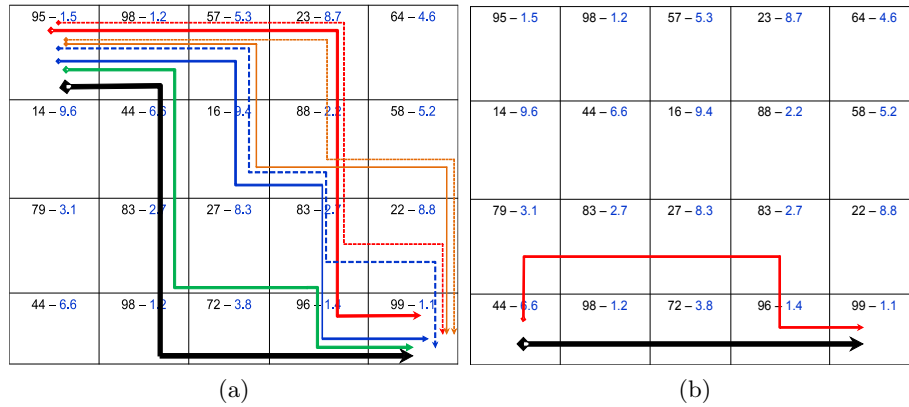 95 – 1.5 98 – 1.2 57 – 5.3 23 – 8.7 64 – 4.6
14 – 9.6 44 – 6.6 16 – 9.4 88 – 2.2 58 – 5.2
79 – 3.1 83 – 2.7 27 – 8.3 83 – 2.7 22 – 8.8
44 – 6.6 98 – 1.2 72 – 3.8 96 – 1.4 99 – 1.1
(a)
95 – 1.5 98 – 1.2 57 – 5.3 23 – 8.7 64 – 4.6
14 – 9.6 44 – 6.6 16 – 9.4 88 – 2.2 58 – 5.2
79 – 3.1 83 – 2.7 27 – 8.3 83 – 2.7 22 – 8.8
44 – 6.6 98 – 1.2 72 – 3.8 96 – 1.4 99 – 1.1
(b)